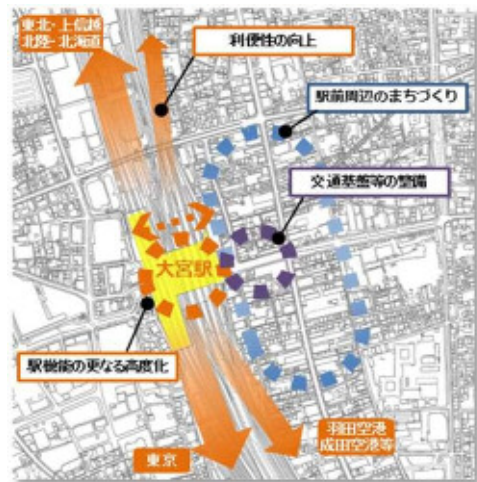 東北・上信越
北陸・北海道
利便性の向上
駅前周辺のまちづくり
交通基盤等の整備
大宮駅
駅機能の更なる高度化
羽田空港
成田空港等
東京